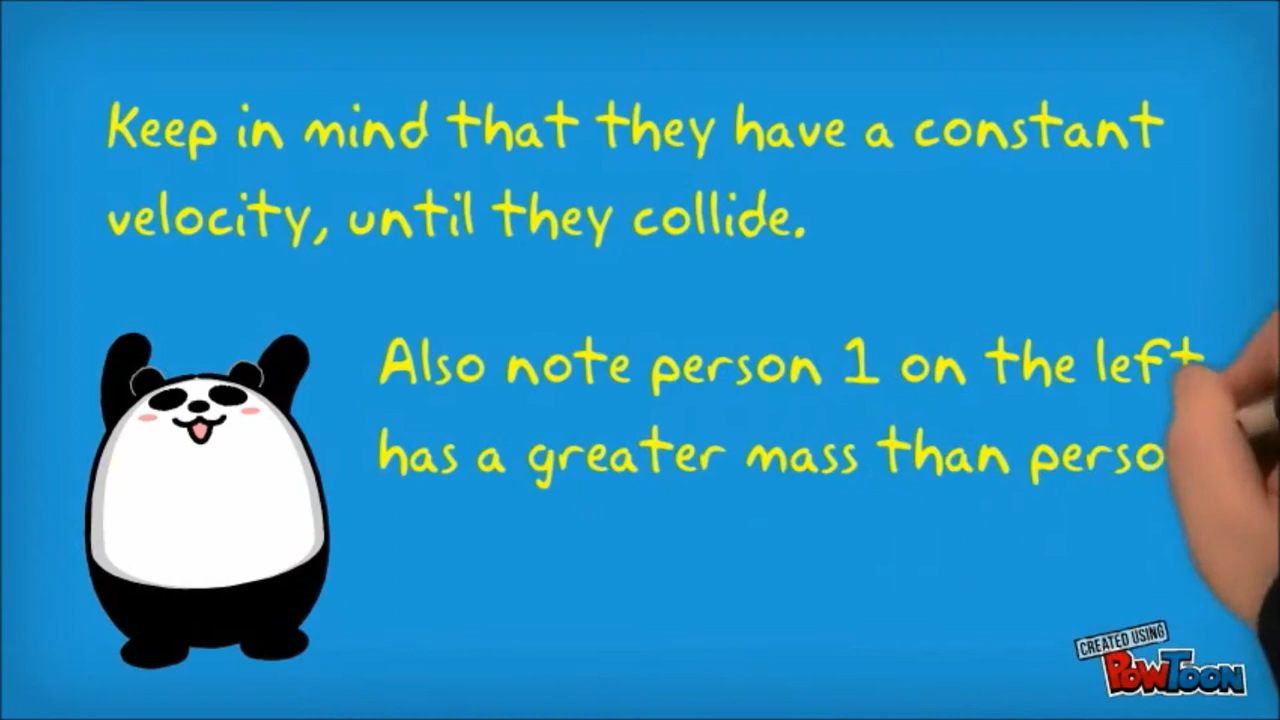 Keep in mind that they have a constant
velocity, until they collide.
Also note person 1 on the left
has a greater mass than perso
CREATED USING
POWTOON